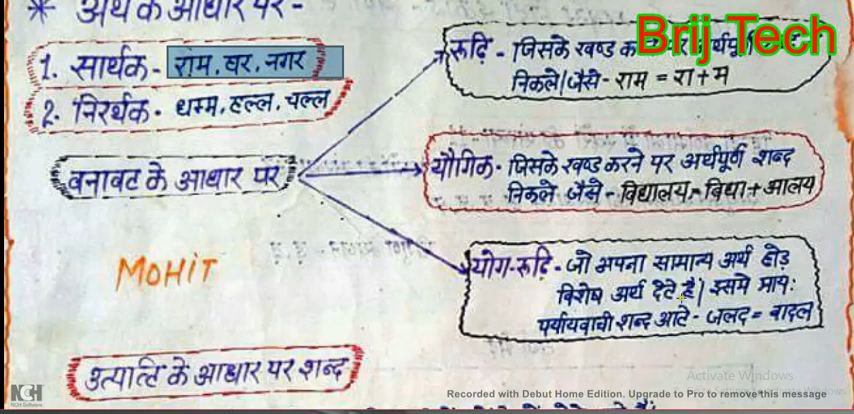 * अर्थ के आधार पर -
1. सार्थक - राम, घर, नगर
2. निरर्थक - धम्म, हल्ल, चल्ल
बनावट के आधार पर
रूढ़ि - जिसके खण्ड
निकले/जैसे - राम = रा + म
यौगिक - जिसके खण्ड करने पर अर्थपूर्ण शब्द
निकले जैसे - विद्यालय = विद्या + आलय
योग-रूढ़ि - जो अपना सामान्य अर्थ छोड़
विशेष अर्थ देते है| इसमे प्राय:
पर्यायवाची शब्द आते - जलद = बादल
MOHIT
उत्पत्ति के आधार पर शब्द
Brij Tech
Activate Windows
NCH
NCH Software
Recorded with Debut Home Edition. Upgrade to Pro to remove this message